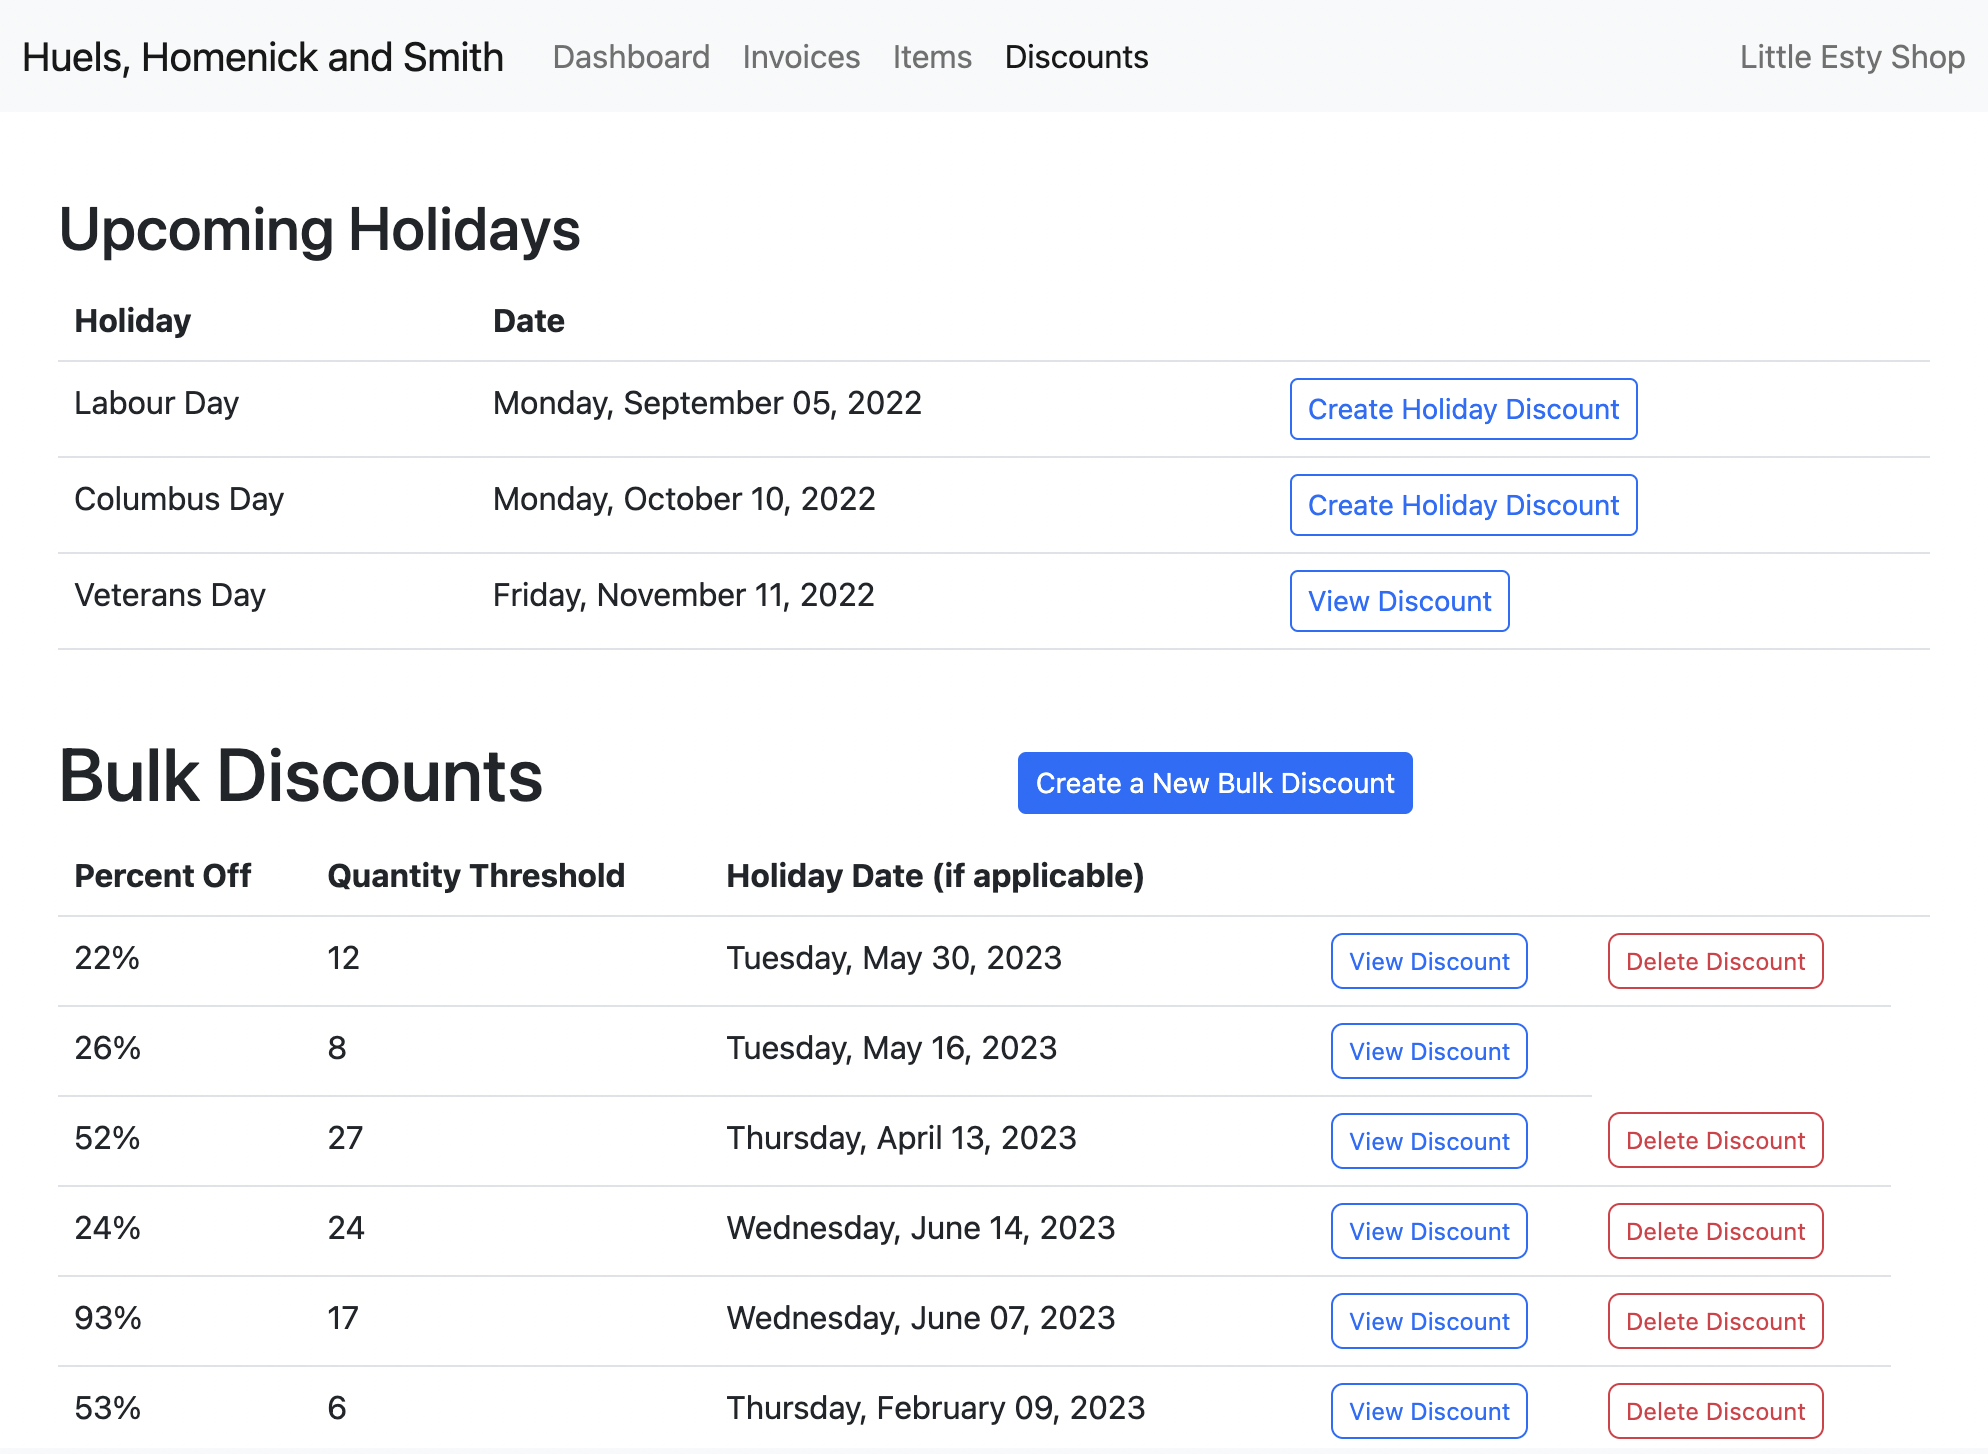 Huels, Homenick and Smith Dashboard Invoices Items Discounts Little Esty Shop
Upcoming Holidays
Holiday Date
Labour Day Monday, September 05, 2022 Create Holiday Discount
Columbus Day Monday, October 10, 2022 Create Holiday Discount
Veterans Day Friday, November 11, 2022 View Discount
Bulk Discounts Create a New Bulk Discount
Percent Off Quantity Threshold Holiday Date (if applicable)
22% 12 Tuesday, May 30, 2023 View Discount Delete Discount
26% 8 Tuesday, May 16, 2023 View Discount
52% 27 Thursday, April 13, 2023 View Discount Delete Discount
24% 24 Wednesday, June 14, 2023 View Discount Delete Discount
93% 17 Wednesday, June 07, 2023 View Discount Delete Discount
53% 6 Thursday, February 09, 2023 View Discount Delete Discount